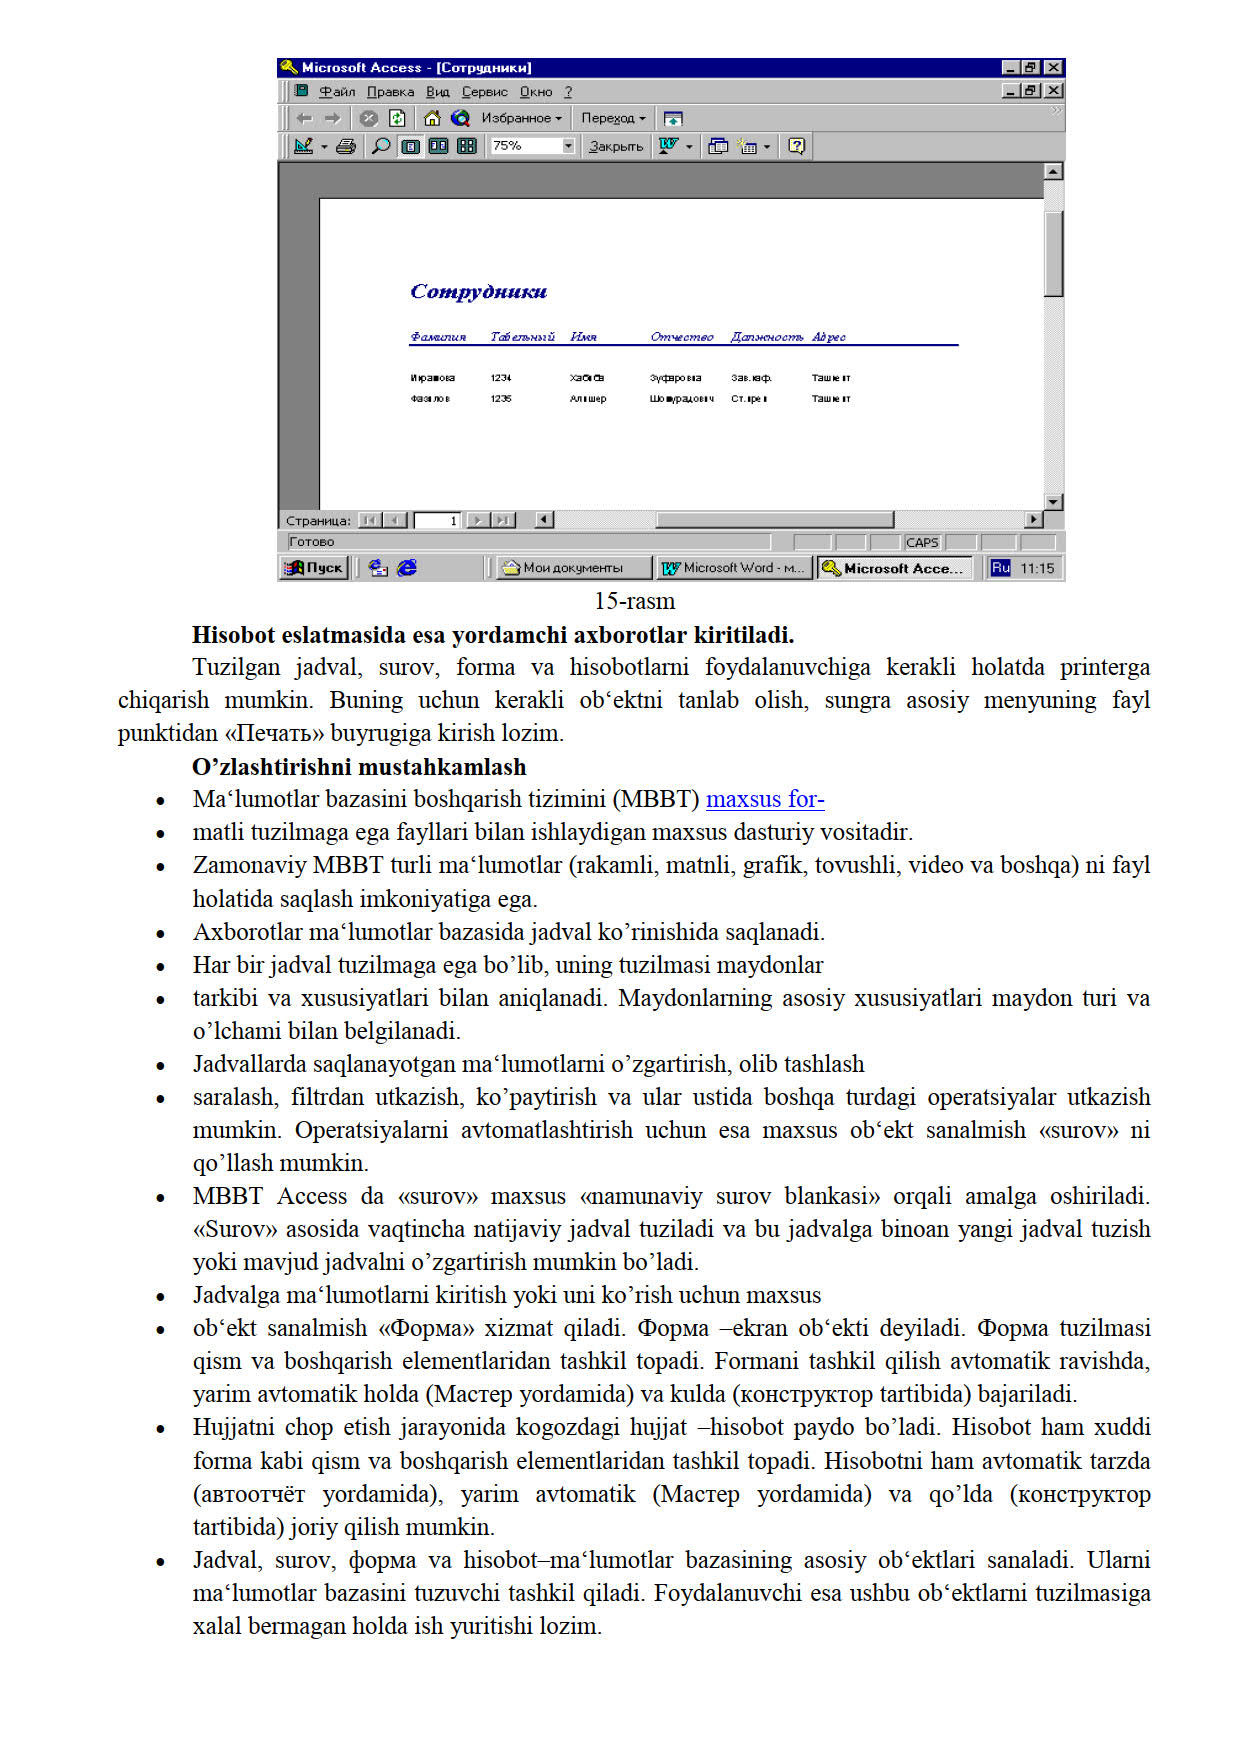 Microsoft Access - [Сотрудники]
Файл Правка Вид Сервис Окно ?
Избранное Переход
75% Закрыть
Сотрудники
Фамилия Табельный Имя Отчество Должность Адрес
1234 Хабиба Зуфаровна Зав.каф. Ташкент
Фазилов 1235 Алишер Шомурадович Ташкент
Страница: 1
Готово CAPS
Пуск Мои документы Microsoft Word - м... Microsoft Acce... Ru 11:15
15-rasm
Hisobot eslatmasida esa yordamchi axborotlar kiritiladi.
Tuzilgan jadval, surov, forma va hisobotlarni foydalanuvchiga kerakli holatda printerga
chiqarish mumkin. Buning uchun kerakli ob‘ektni tanlab olish, sungra asosiy menyuning fayl
punktidan «Печать» buyrugiga kirish lozim.
O’zlashtirishni mustahkamlash
• Ma‘lumotlar bazasini boshqarish tizimini (MBBT) maxsus for-
• matli tuzilmaga ega fayllari bilan ishlaydigan maxsus dasturiy vositadir.
• Zamonaviy MBBT turli ma‘lumotlar (rakamli, matnli, grafik, tovushli, video va boshqa) ni fayl
holatida saqlash imkoniyatiga ega.
• Axborotlar ma‘lumotlar bazasida jadval ko’rinishida saqlanadi.
• Har bir jadval tuzilmaga ega bo’lib, uning tuzilmasi maydonlar
• tarkibi va xususiyatlari bilan aniqlanadi. Maydonlarning asosiy xususiyatlari maydon turi va
o’lchami bilan belgilanadi.
• Jadvallarda saqlanayotgan ma‘lumotlarni o’zgartirish, olib tashlash
• saralash, filtrdan utkazish, ko’paytirish va ular ustida boshqa turdagi operatsiyalar utkazish
mumkin. Operatsiyalarni avtomatlashtirish uchun esa maxsus ob‘ekt sanalmish «surov» ni
qo’llash mumkin.
• MBBT Access da «surov» maxsus «namunaviy surov blankasi» orqali amalga oshiriladi.
«Surov» asosida vaqtincha natijaviy jadval tuziladi va bu jadvalga binoan yangi jadval tuzish
yoki mavjud jadvalni o’zgartirish mumkin bo’ladi.
• Jadvalga ma‘lumotlarni kiritish yoki uni ko’rish uchun maxsus
• ob‘ekt sanalmish «Форма» xizmat qiladi. Форма –ekran ob‘ekti deyiladi. Форма tuzilmasi
qism va boshqarish elementlaridan tashkil topadi. Formani tashkil qilish avtomatik ravishda,
yarim avtomatik holda (Мастер yordamida) va kulda (конструктор tartibida) bajariladi.
• Hujjatni chop etish jarayonida kogozdagi hujjat –hisobot paydo bo’ladi. Hisobot ham xuddi
forma kabi qism va boshqarish elementlaridan tashkil topadi. Hisobotni ham avtomatik tarzda
(автоотчёт yordamida), yarim avtomatik (Мастер yordamida) va qo’lda (конструктор
tartibida) joriy qilish mumkin.
• Jadval, surov, форма va hisobot–ma‘lumotlar bazasining asosiy ob‘ektlari sanaladi. Ularni
ma‘lumotlar bazasini tuzuvchi tashkil qiladi. Foydalanuvchi esa ushbu ob‘ektlarni tuzilmasiga
xalal bermagan holda ish yuritishi lozim.